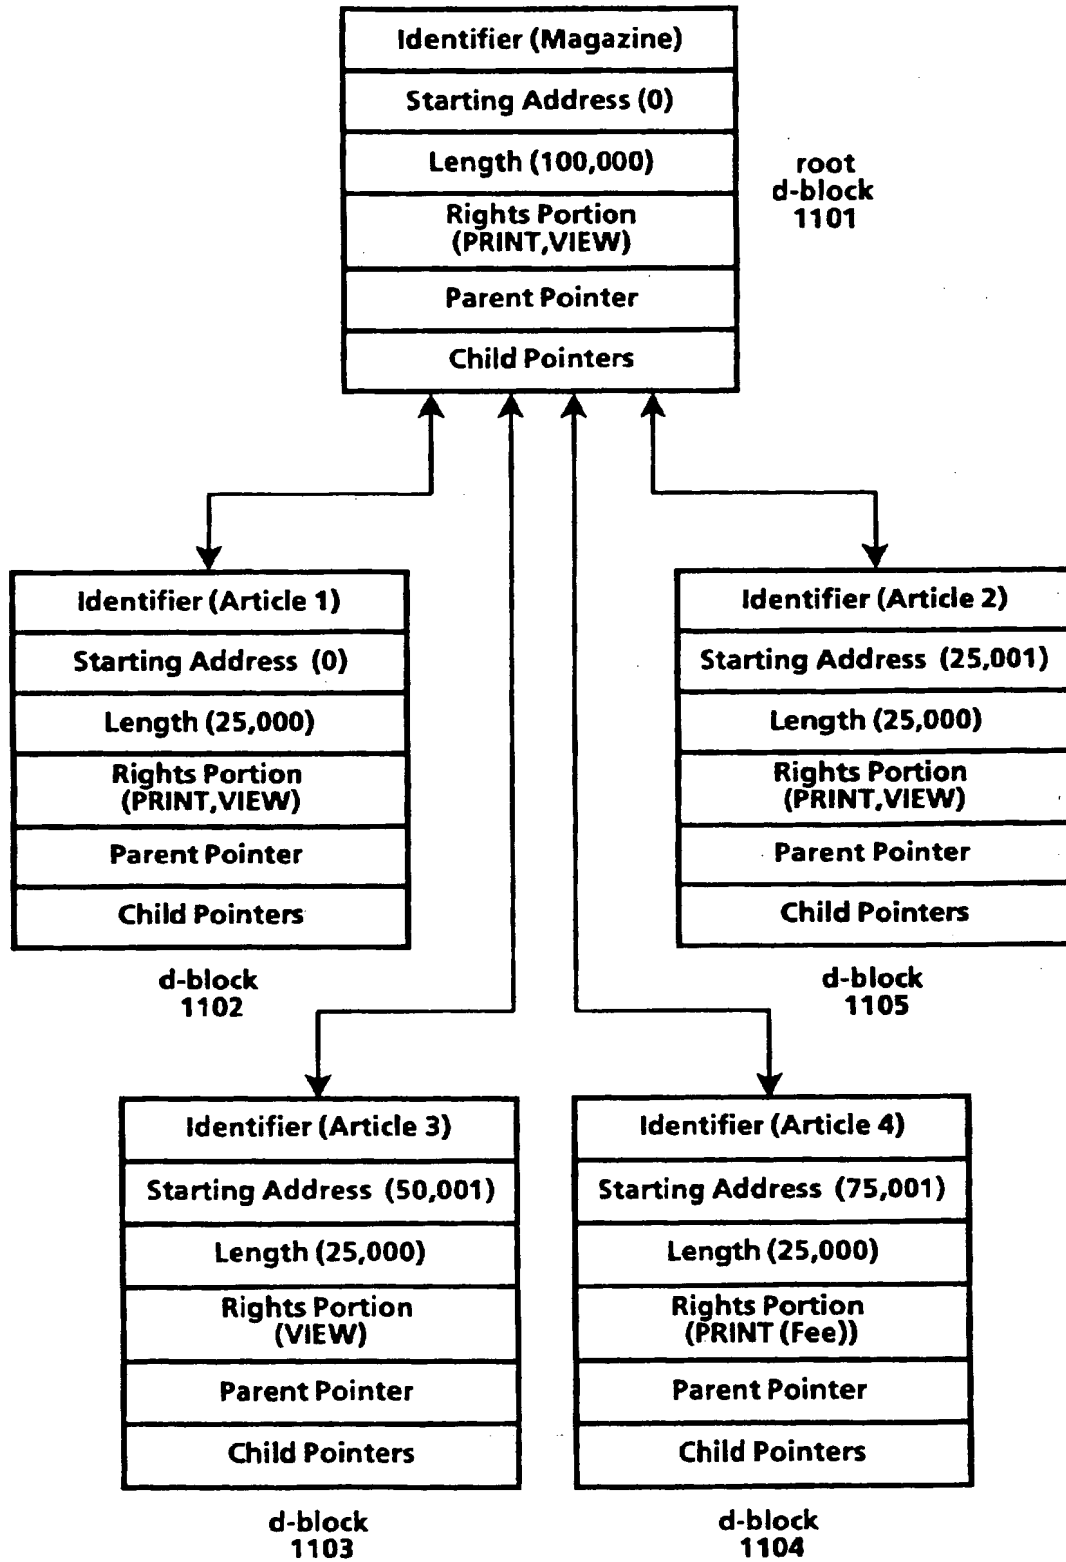 Identifier (Magazine)
Starting Address (0)
Length (100,000)
Rights Portion
(PRINT,VIEW)
Parent Pointer
Child Pointers
root
d-block
1101
Identifier (Article 1)
Starting Address (0)
Length (25,000)
Rights Portion
(PRINT,VIEW)
Parent Pointer
Child Pointers
d-block
1102
Identifier (Article 2)
Starting Address (25,001)
Length (25,000)
Rights Portion
(PRINT,VIEW)
Parent Pointer
Child Pointers
d-block
1105
Identifier (Article 3)
Starting Address (50,001)
Length (25,000)
Rights Portion
(VIEW)
Parent Pointer
Child Pointers
d-block
1103
Identifier (Article 4)
Starting Address (75,001)
Length (25,000)
Rights Portion
(PRINT (Fee))
Parent Pointer
Child Pointers
d-block
1104